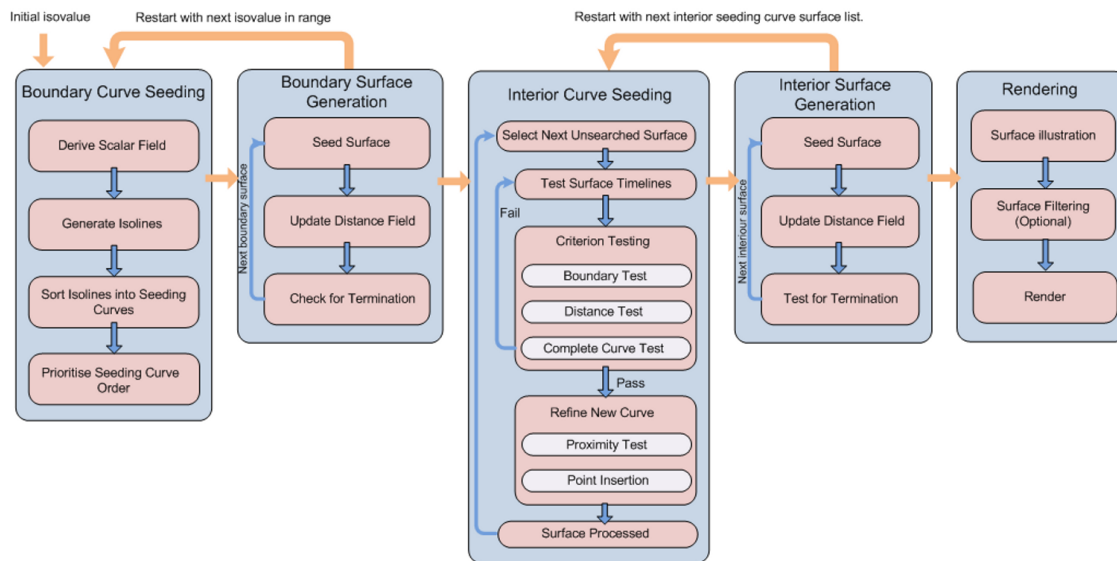 Initial isovalue
Restart with next isovalue in range
Restart with next interior seeding curve surface list.
Boundary Curve Seeding
Derive Scalar Field
Generate Isolines
Sort Isolines into Seeding
Curves
Prioritise Seeding Curve
Order
Boundary Surface
Generation
Next boundary surface
Seed Surface
Update Distance Field
Check for Termination
Interior Curve Seeding
Select Next Unsearched Surface
Test Surface Timelines
Fail
Criterion Testing
Boundary Test
Distance Test
Complete Curve Test
Pass
Refine New Curve
Proximity Test
Point Insertion
Surface Processed
Interior Surface
Generation
Next interiour surface
Seed Surface
Update Distance Field
Test for Termination
Rendering
Surface illustration
Surface Filtering
(Optional)
Render